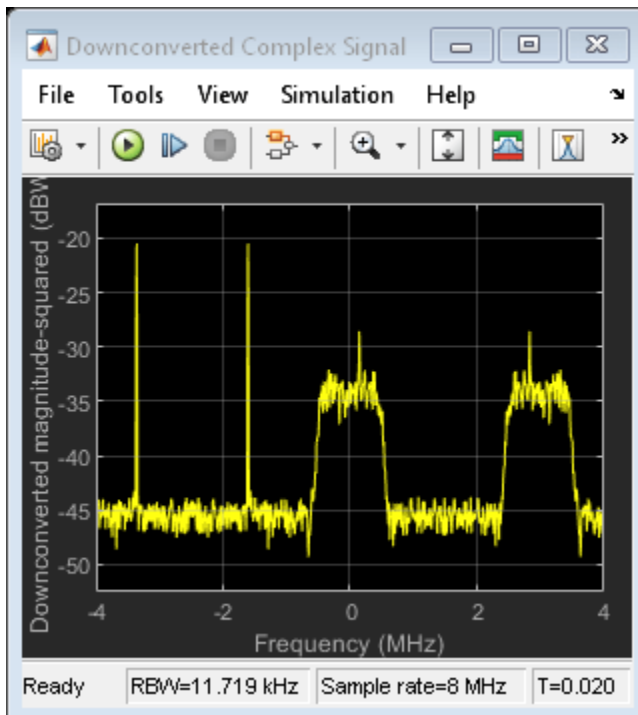 Downconverted Complex Signal
File Tools View Simulation Help
Downconverted magnitude-squared (dBW
-20
-25
-30
-35
-40
-45
-50
-4 -2 0 2 4
Frequency (MHz)
Ready RBW=11.719 kHz Sample rate=8 MHz T=0.020